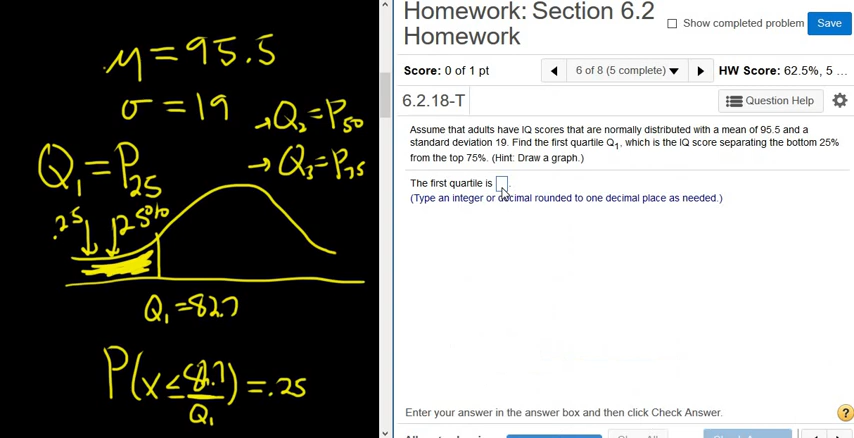 μ = 95.5
σ = 19
→ Q₂ = P₅₀
Q₁ = P₂₅
→ Q₃ = P₇₅
.25
25%
Q₁ = 82.7
P(x ≤ 82.7) = .25
Q₁
Homework: Section 6.2
Homework
Show completed problem
Save
Score: 0 of 1 pt
6 of 8 (5 complete)
HW Score: 62.5%, 5 ...
6.2.18-T
Question Help
Assume that adults have IQ scores that are normally distributed with a mean of 95.5 and a
standard deviation 19. Find the first quartile Q₁, which is the IQ score separating the bottom 25%
from the top 75%. (Hint: Draw a graph.)
The first quartile is .
(Type an integer or decimal rounded to one decimal place as needed.)
Enter your answer in the answer box and then click Check Answer.
?